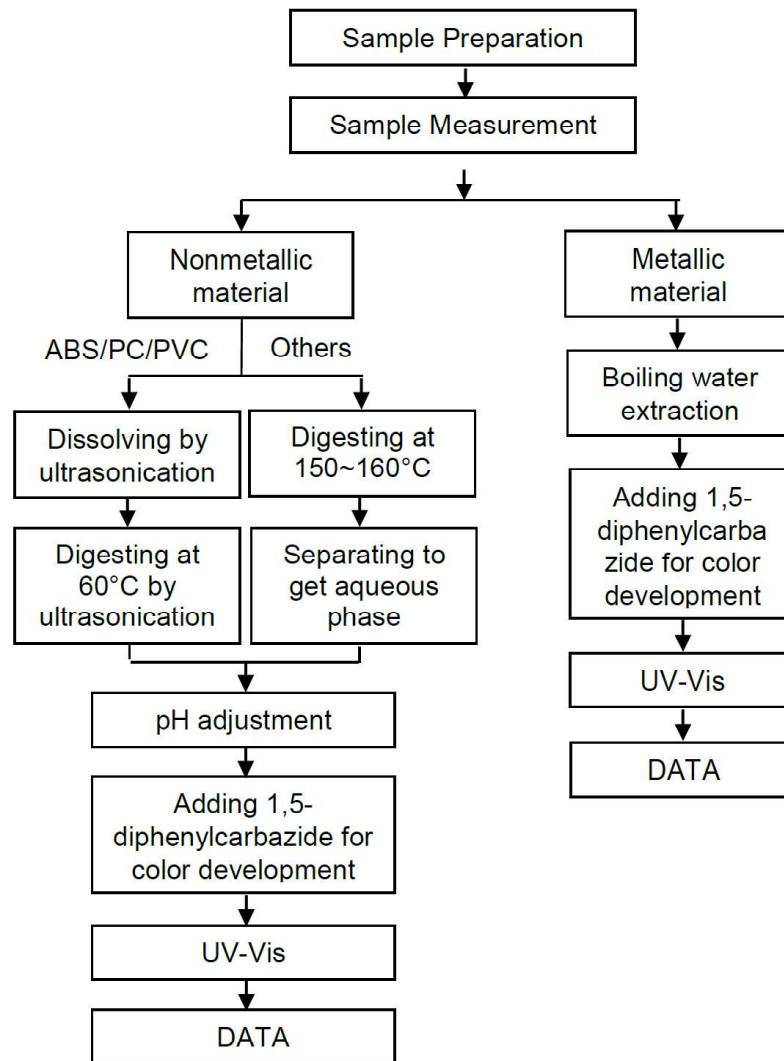 Sample Preparation
Sample Measurement
Nonmetallic
material
ABS/PC/PVC
Others
Dissolving by
ultrasonication
Digesting at
150~160°C
Digesting at
60°C by
ultrasonication
Separating to
get aqueous
phase
pH adjustment
Adding 1,5-
diphenylcarbazide for
color development
UV-Vis
DATA
Metallic
material
Boiling water
extraction
Adding 1,5-
diphenylcarba
zide for color
development
UV-Vis
DATA